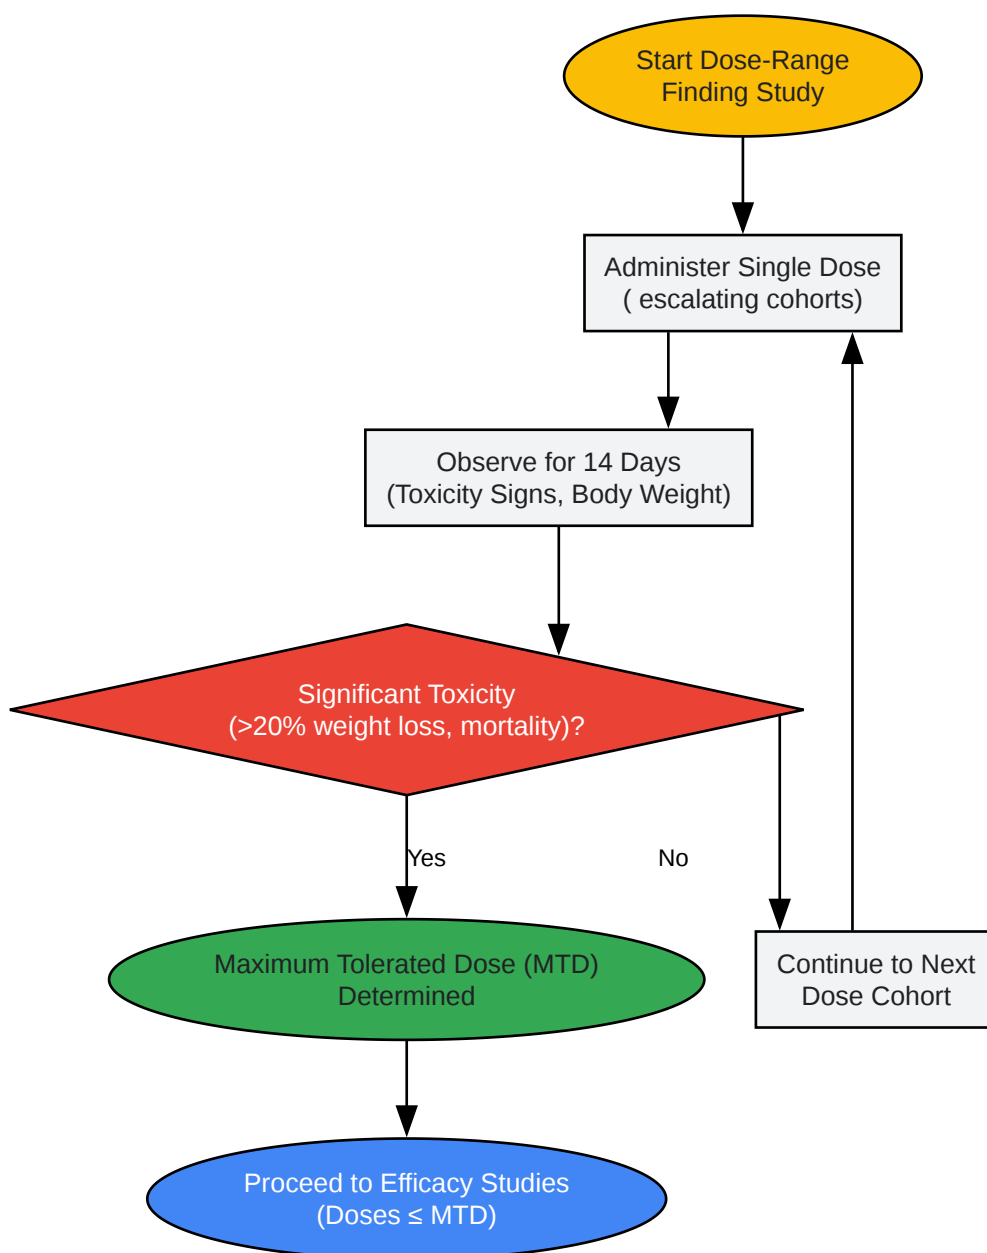 Start Dose-Range
Finding Study
Administer Single Dose
( escalating cohorts)
Observe for 14 Days
(Toxicity Signs, Body Weight)
Significant Toxicity
(>20% weight loss, mortality)?
Yes
No
Maximum Tolerated Dose (MTD)
Determined
Continue to Next
Dose Cohort
Proceed to Efficacy Studies
(Doses ≤ MTD)